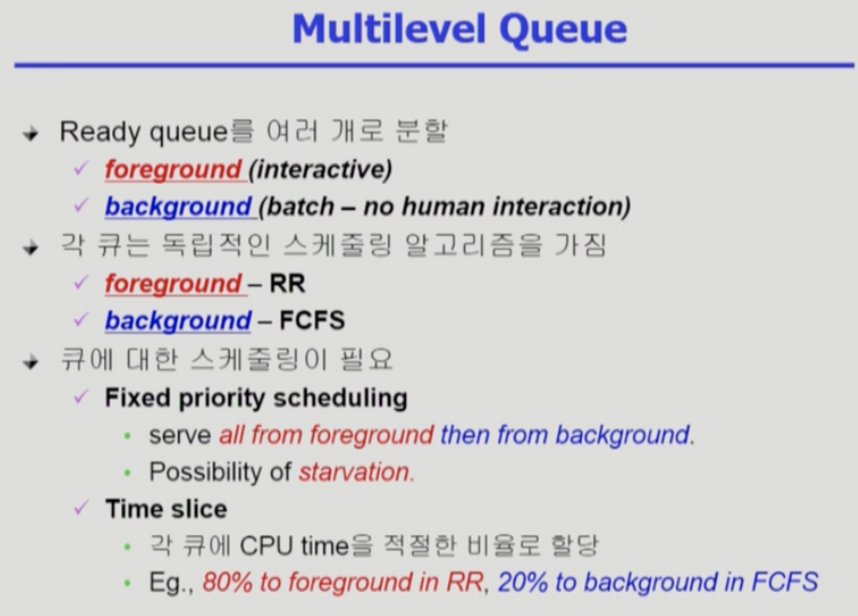 Multilevel Queue
Ready queue를 여러 개로 분할
foreground (interactive)
background (batch – no human interaction)
각 큐는 독립적인 스케줄링 알고리즘을 가짐
foreground – RR
background – FCFS
큐에 대한 스케줄링이 필요
Fixed priority scheduling
serve all from foreground then from background.
Possibility of starvation.
Time slice
각 큐에 CPU time을 적절한 비율로 할당
Eg., 80% to foreground in RR, 20% to background in FCFS